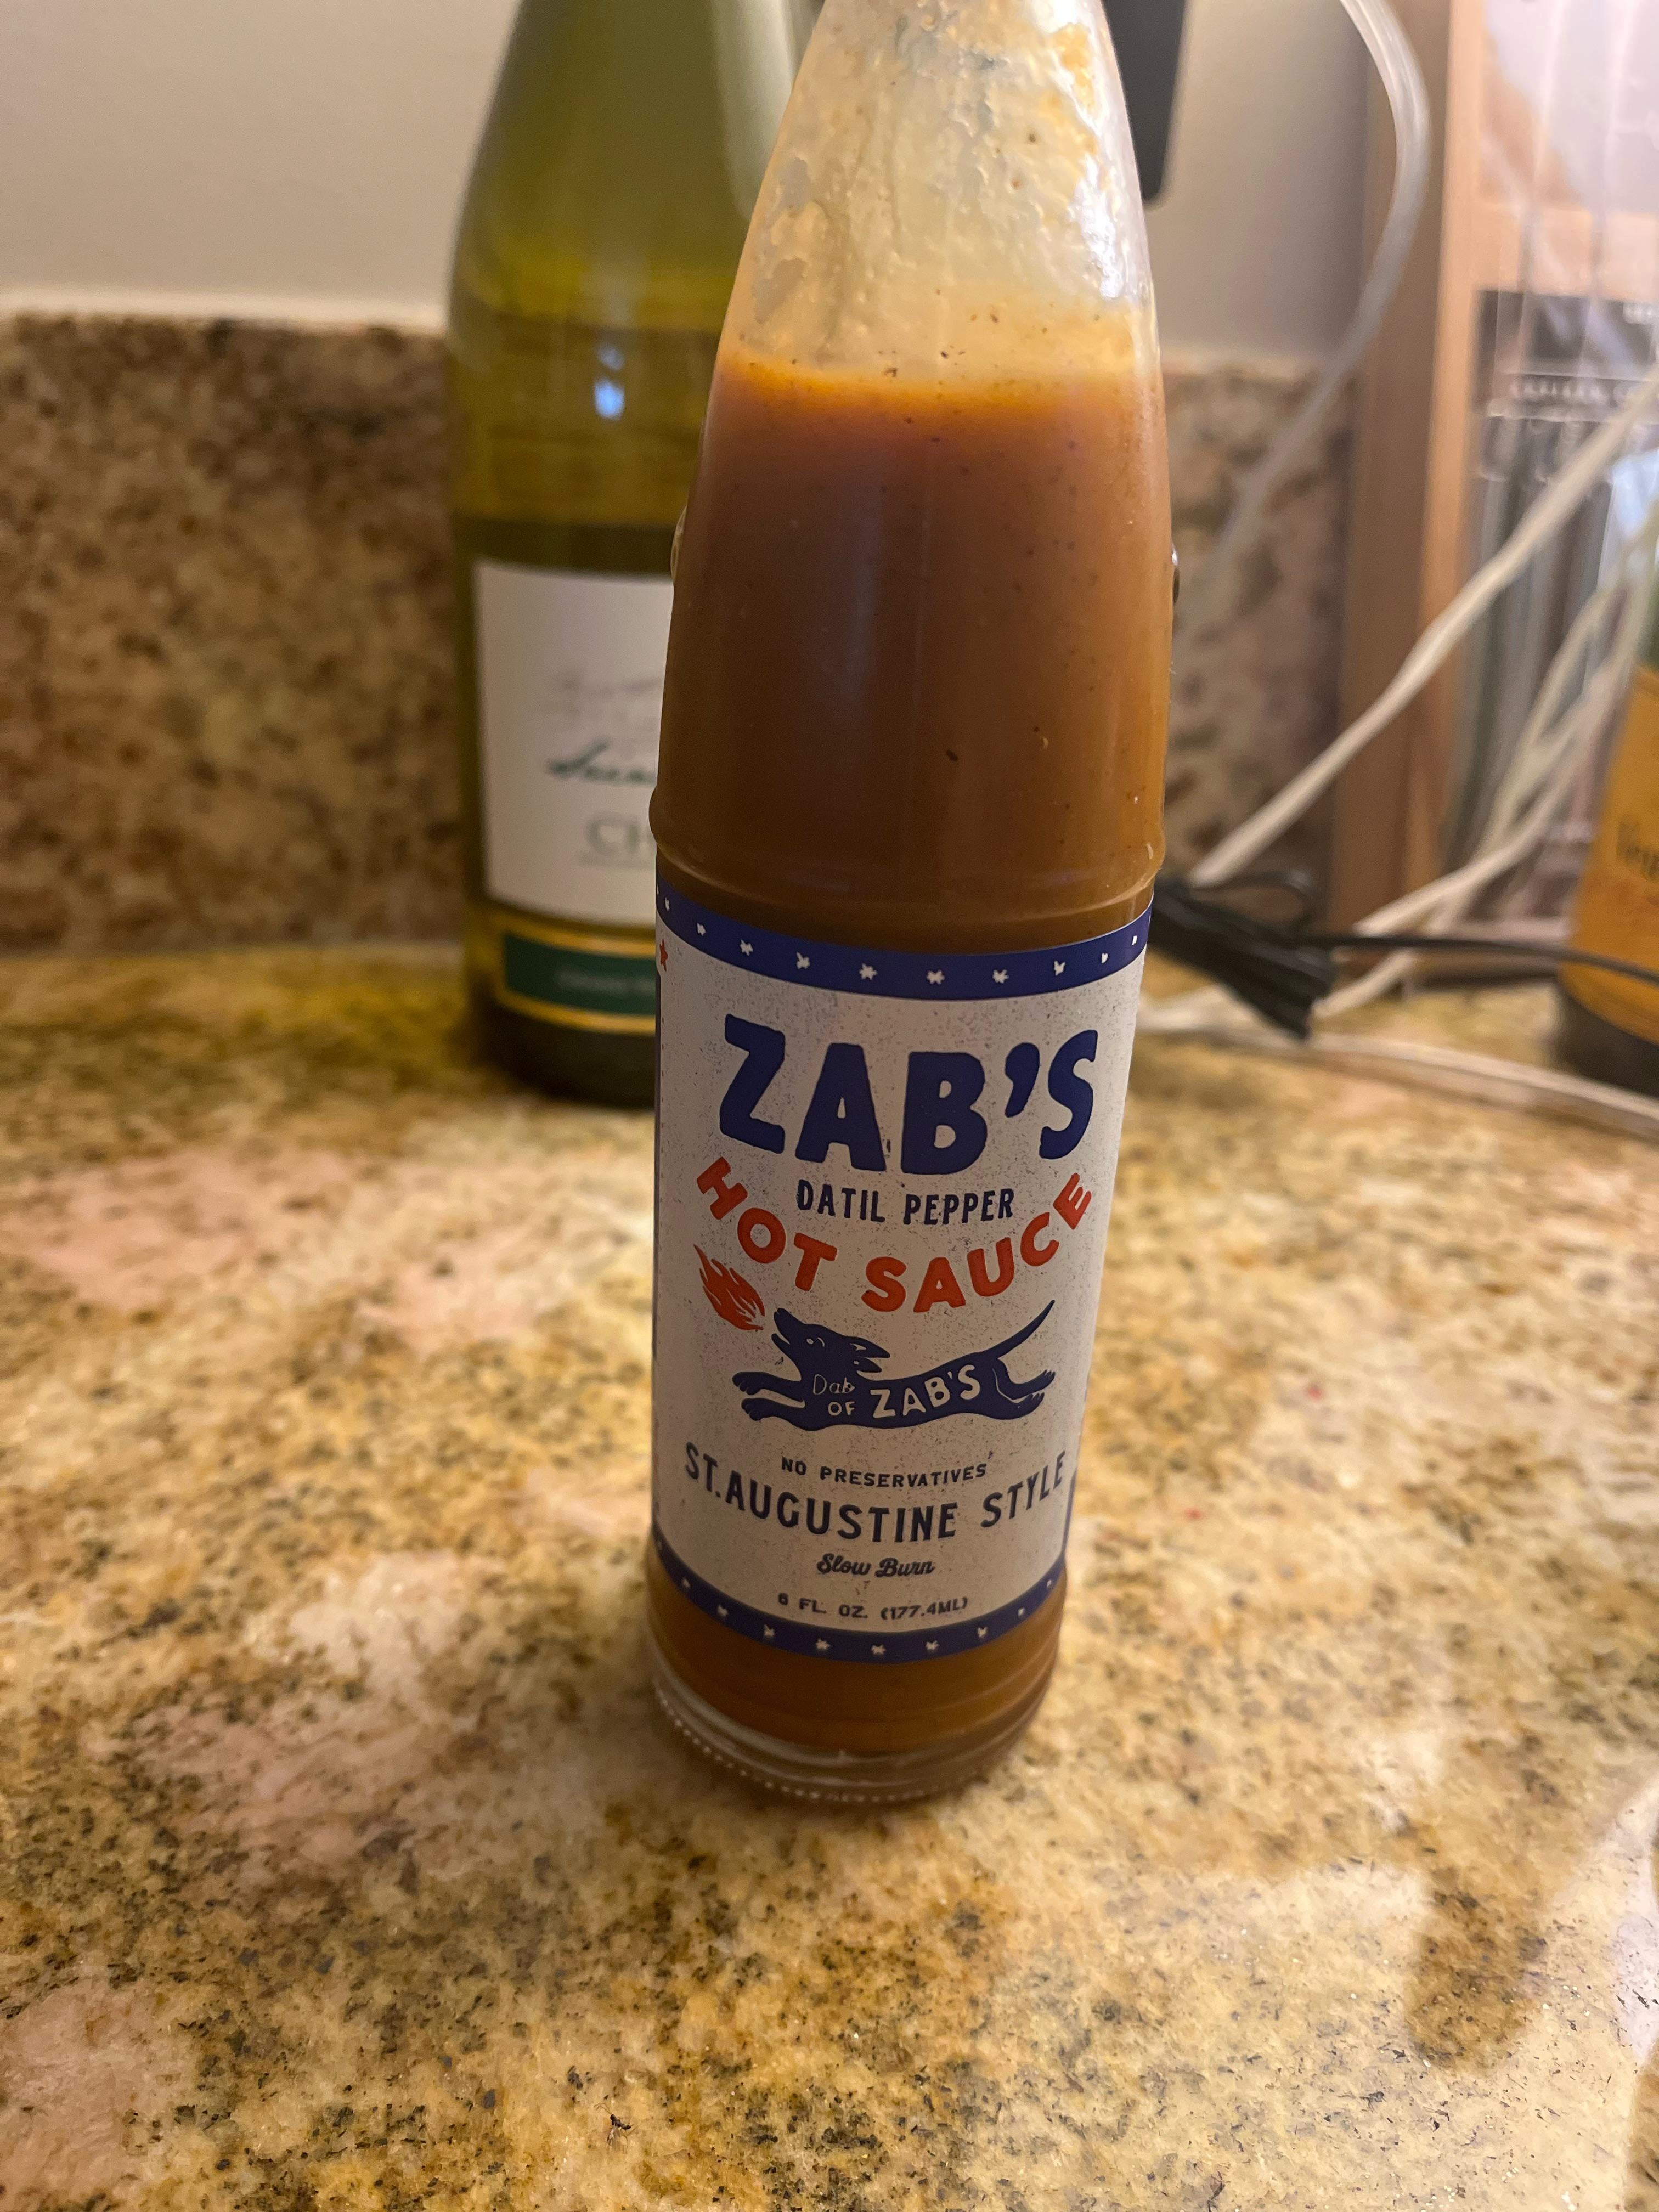 ZAB'S
DATIL PEPPER
HOT SAUCE
Dab
OF ZAB'S
NO PRESERVATIVES
ST. AUGUSTINE STYLE
Slow Burn
6 FL. OZ. (177.4ML)